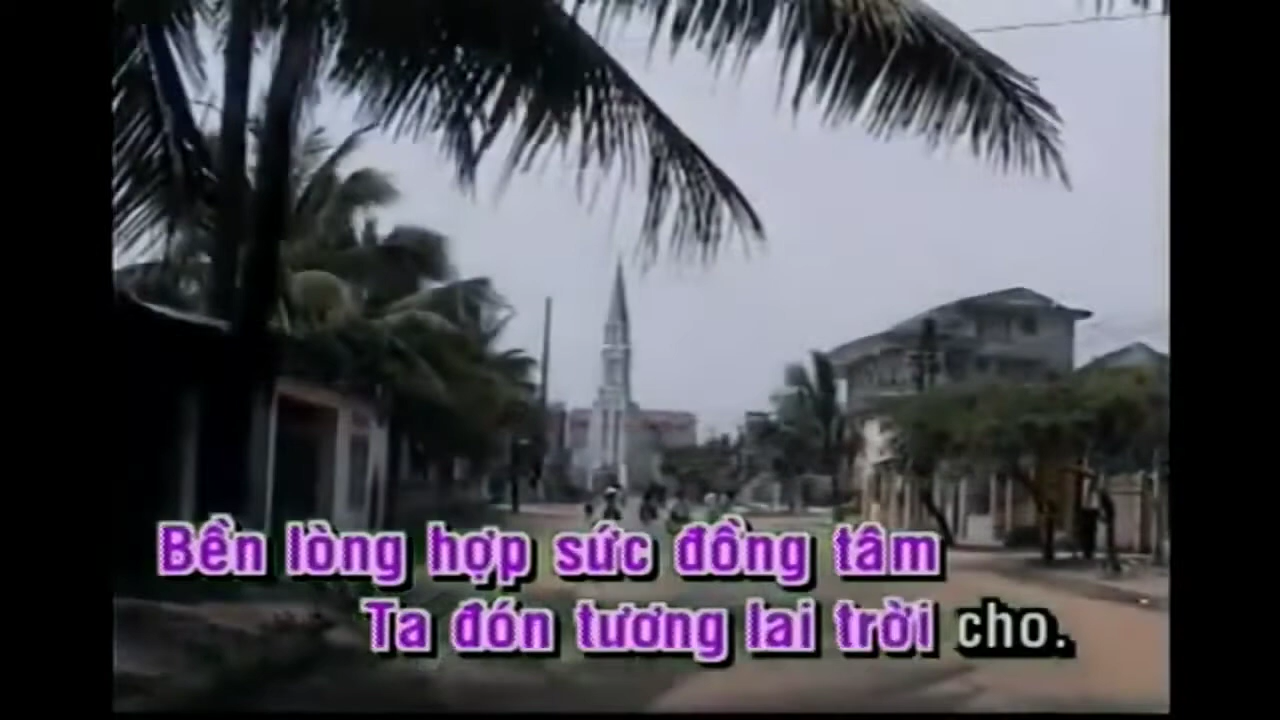 Bền lòng hợp sức đồng tâm
Ta đón tương lai trời cho.